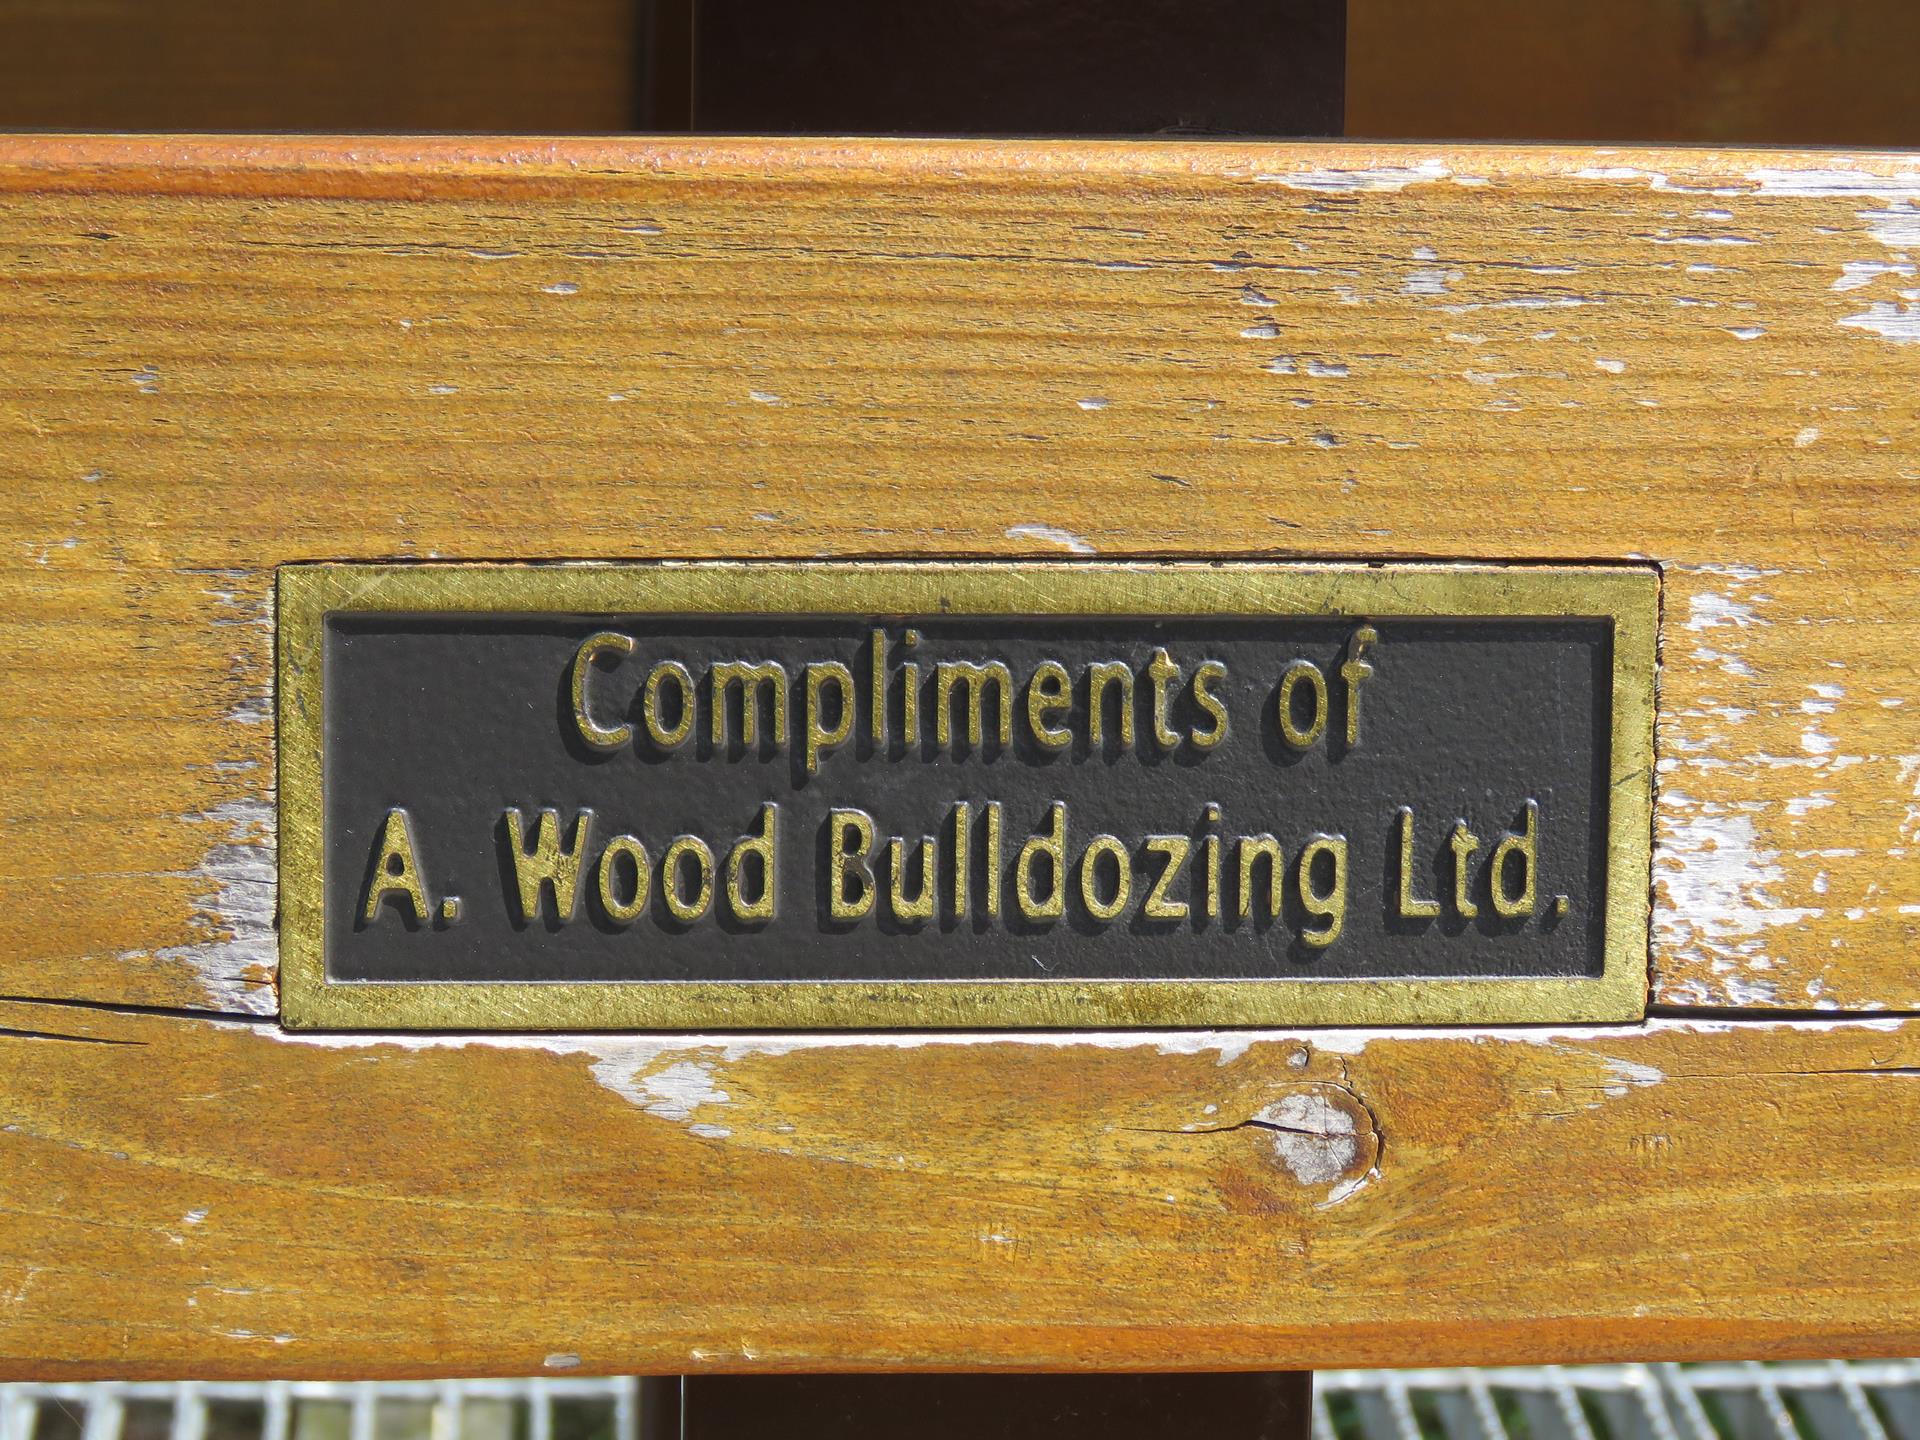 Compliments of
A. Wood Bulldozing Ltd.